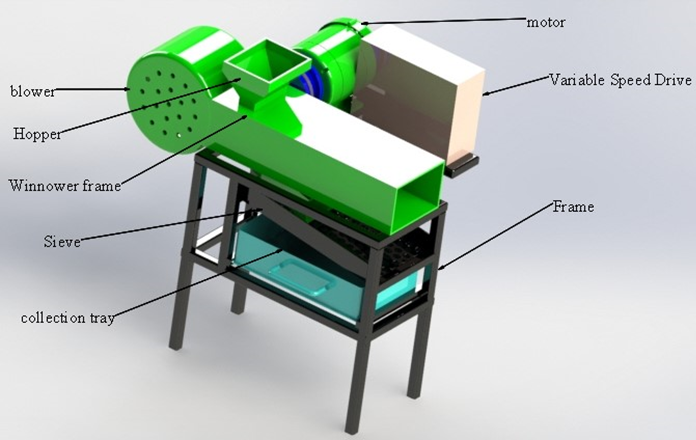 motor
Variable Speed Drive
blower
Hopper
Winnower frame
Frame
Sieve
collection tray